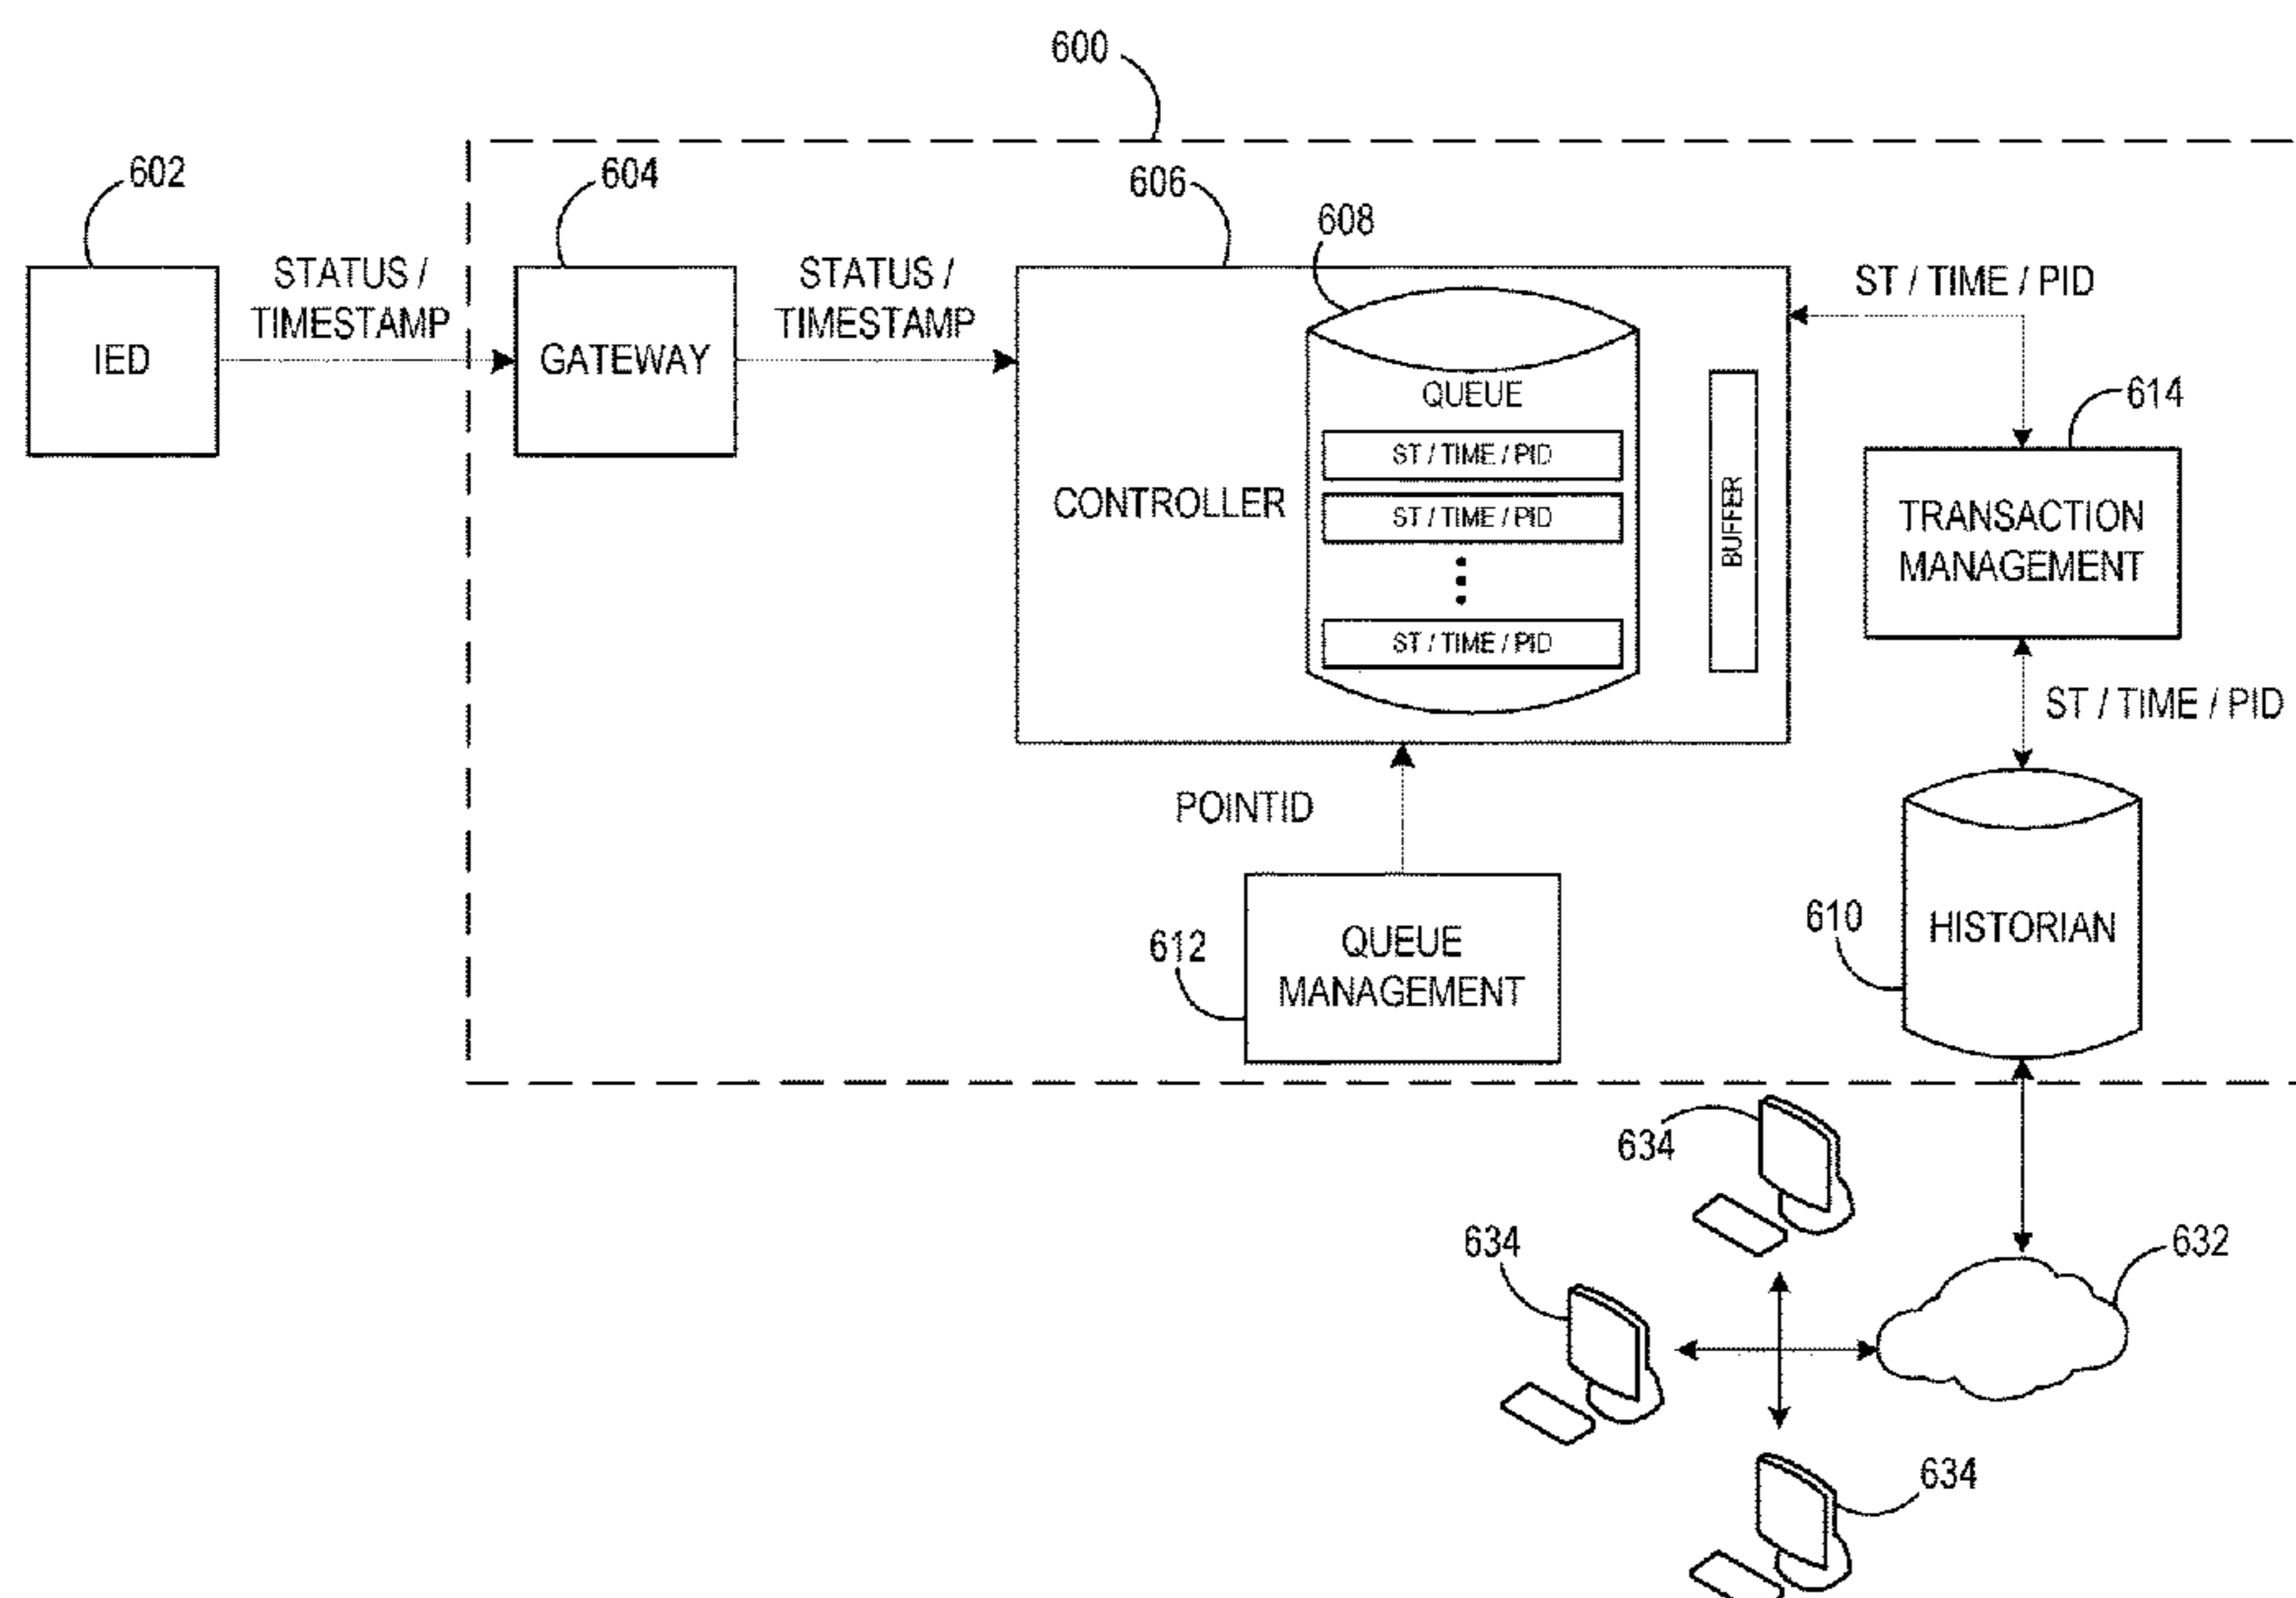 600
602
604
606
608
STATUS /
TIMESTAMP
STATUS /
TIMESTAMP
ST / TIME / PID
IED
GATEWAY
CONTROLLER
QUEUE
ST / TIME / PID
ST / TIME / PID
ST / TIME / PID
BUFFER
614
TRANSACTION
MANAGEMENT
ST / TIME / PID
POINTID
612
QUEUE
MANAGEMENT
610
HISTORIAN
634
634
632
634